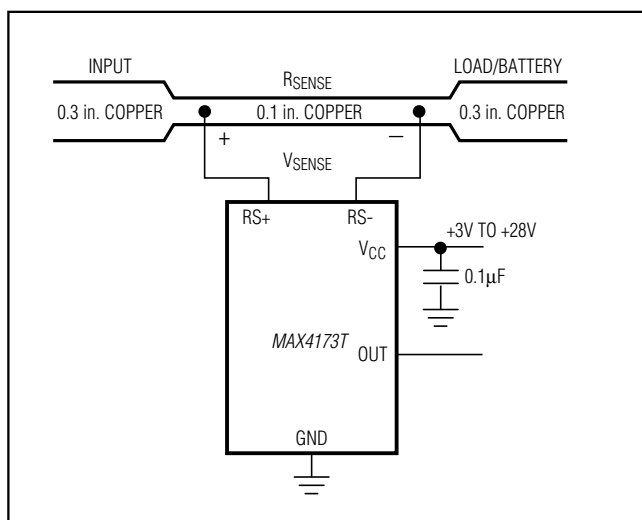 INPUT
RSENSE
LOAD/BATTERY
0.3 in. COPPER
0.1 in. COPPER
0.3 in. COPPER
+
−
VSENSE
RS+
RS-
VCC
+3V TO +28V
0.1µF
MAX4173T
OUT
GND